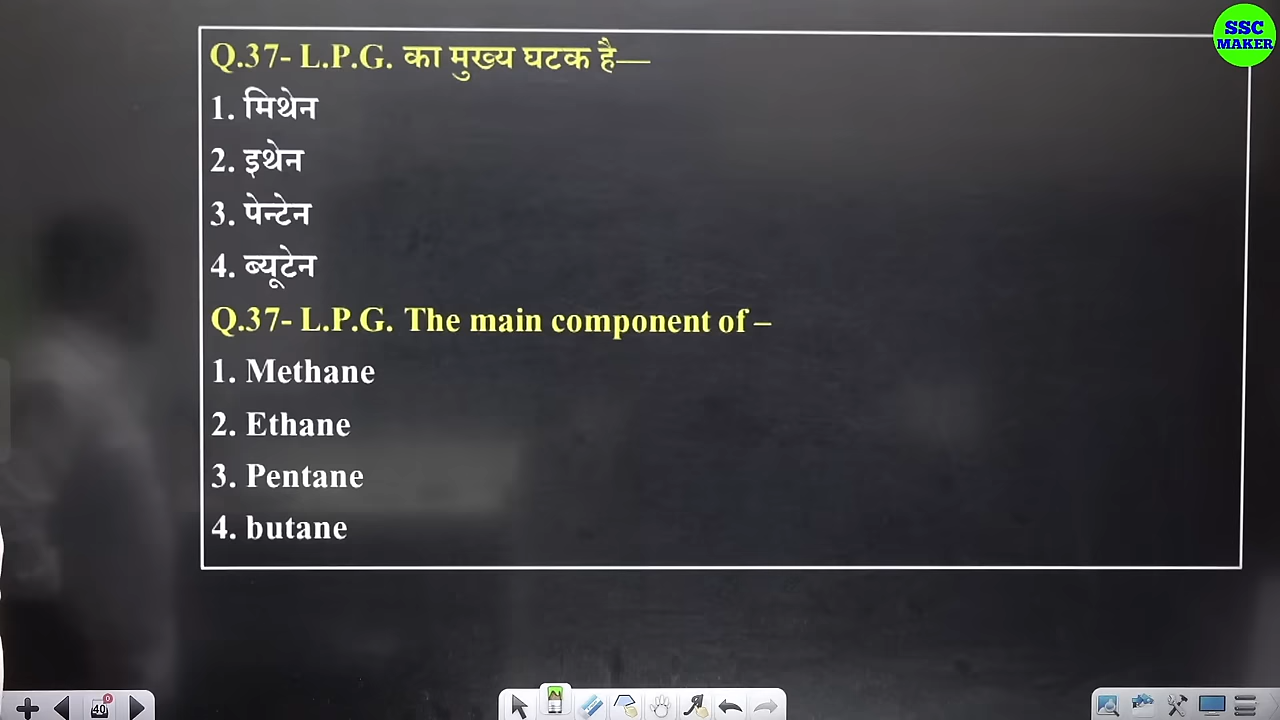 SSC
MAKER
Q.37- L.P.G. का मुख्य घटक है—
1. मिथेन
2. इथेन
3. पेन्टेन
4. ब्यूटेन
Q.37- L.P.G. The main component of –
1. Methane
2. Ethane
3. Pentane
4. butane
40
0